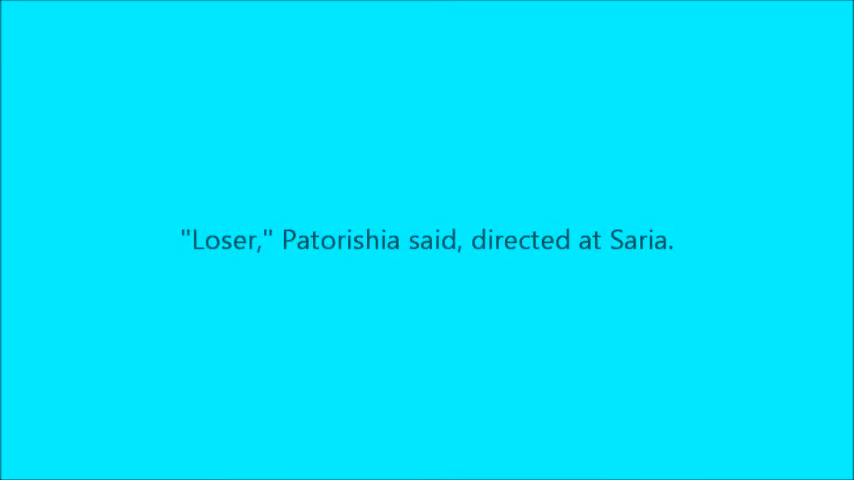 "Loser," Patorishia said, directed at Saria.